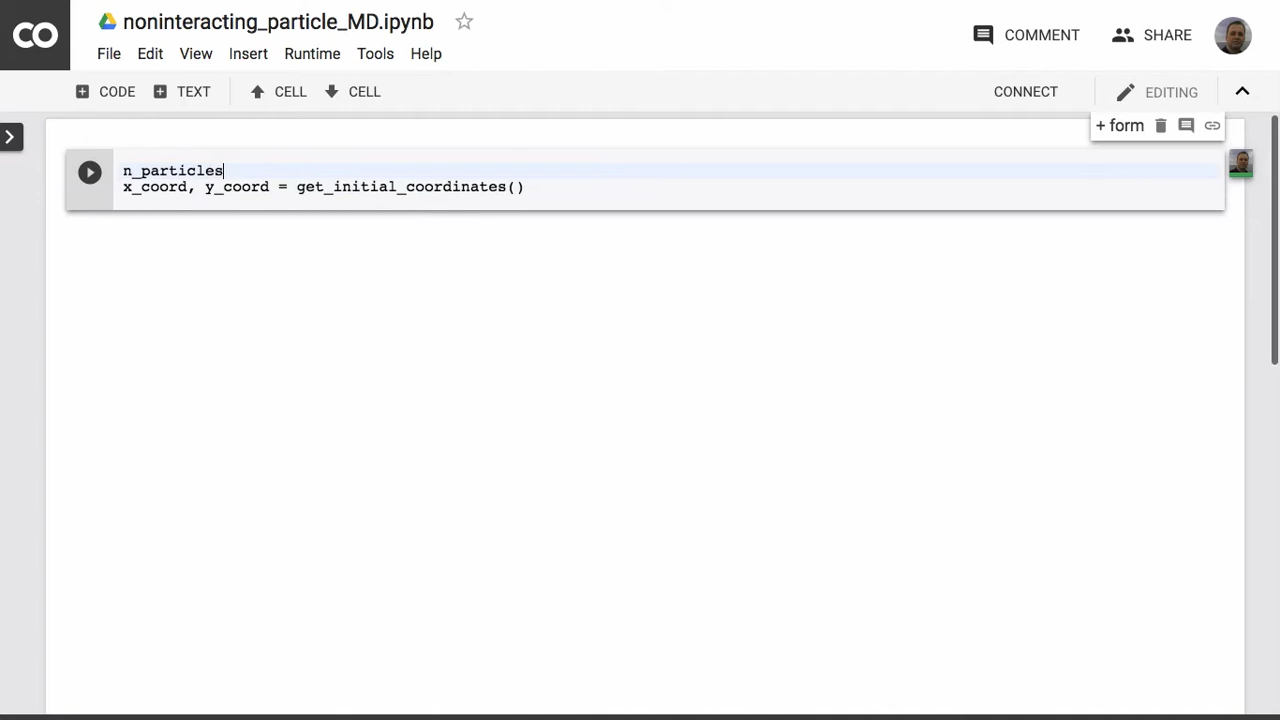 CO
noninteracting_particle_MD.ipynb
File Edit View Insert Runtime Tools Help
COMMENT SHARE
CODE TEXT CELL CELL CONNECT EDITING
+ form
n_particles
x_coord, y_coord = get_initial_coordinates()